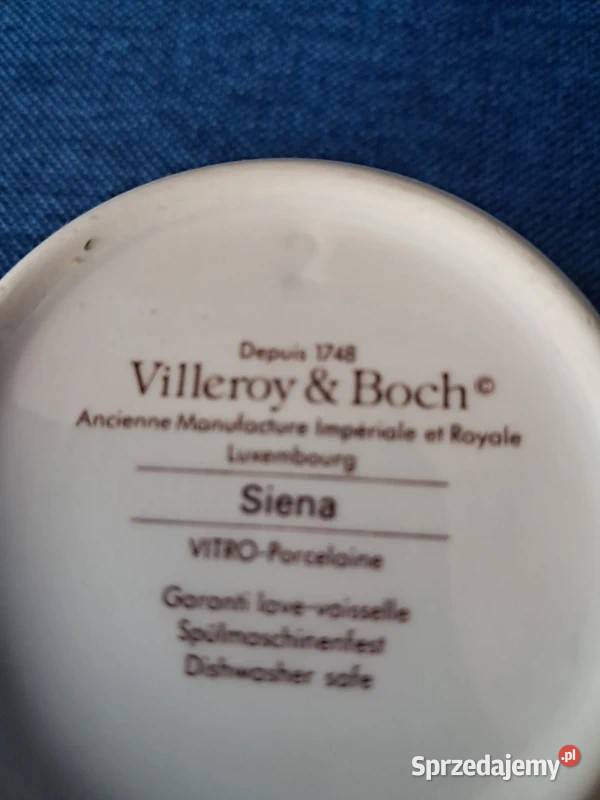 Depuis 1748
Villeroy & Boch©
Ancienne Manufacture Impériale et Royale
Luxembourg
Siena
VITRO-Porcelaine
Garanti lave-vaisselle
Spülmaschinenfest
Dishwasher safe
Sprzedajemy.pl